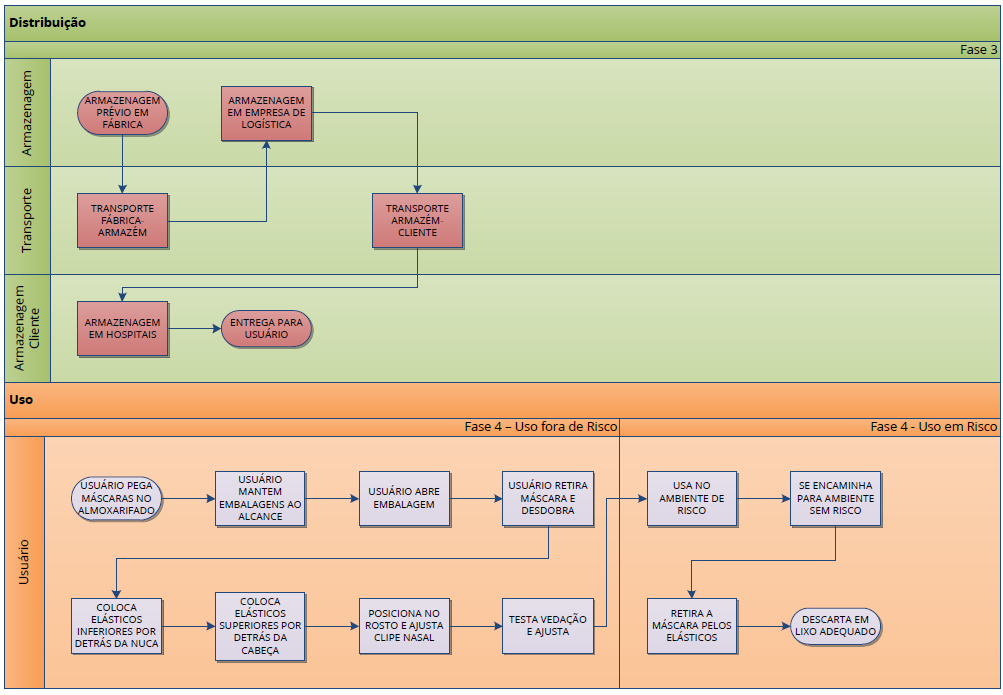 Distribuição
Fase 3
Armazenagem
ARMAZENAGEM
PRÉVIO EM
FÁBRICA
ARMAZENAGEM
EM EMPRESA DE
LOGÍSTICA
Transporte
TRANSPORTE
FÁBRICA-
ARMAZÉM
TRANSPORTE
ARMAZÉM-
CLIENTE
Armazenagem
Cliente
ARMAZENAGEM
EM HOSPITAIS
ENTREGA PARA
USUÁRIO
Uso
Fase 4 – Uso fora de Risco
Fase 4 - Uso em Risco
Usuário
USUÁRIO PEGA
MÁSCARAS NO
ALMOXARIFADO
USUÁRIO
MANTEM
EMBALAGENS AO
ALCANCE
USUÁRIO ABRE
EMBALAGEM
USUÁRIO RETIRA
MÁSCARA E
DESDOBRA
USA NO
AMBIENTE DE
RISCO
SE ENCAMINHA
PARA AMBIENTE
SEM RISCO
COLOCA
ELÁSTICOS
INFERIORES POR
DETRÁS DA NUCA
COLOCA
ELÁSTICOS
SUPERIORES POR
DETRÁS DA
CABEÇA
POSICIONA NO
ROSTO E AJUSTA
CLIPE NASAL
TESTA VEDAÇÃO
E AJUSTA
RETIRA A
MÁSCARA PELOS
ELÁSTICOS
DESCARTA EM
LIXO ADEQUADO